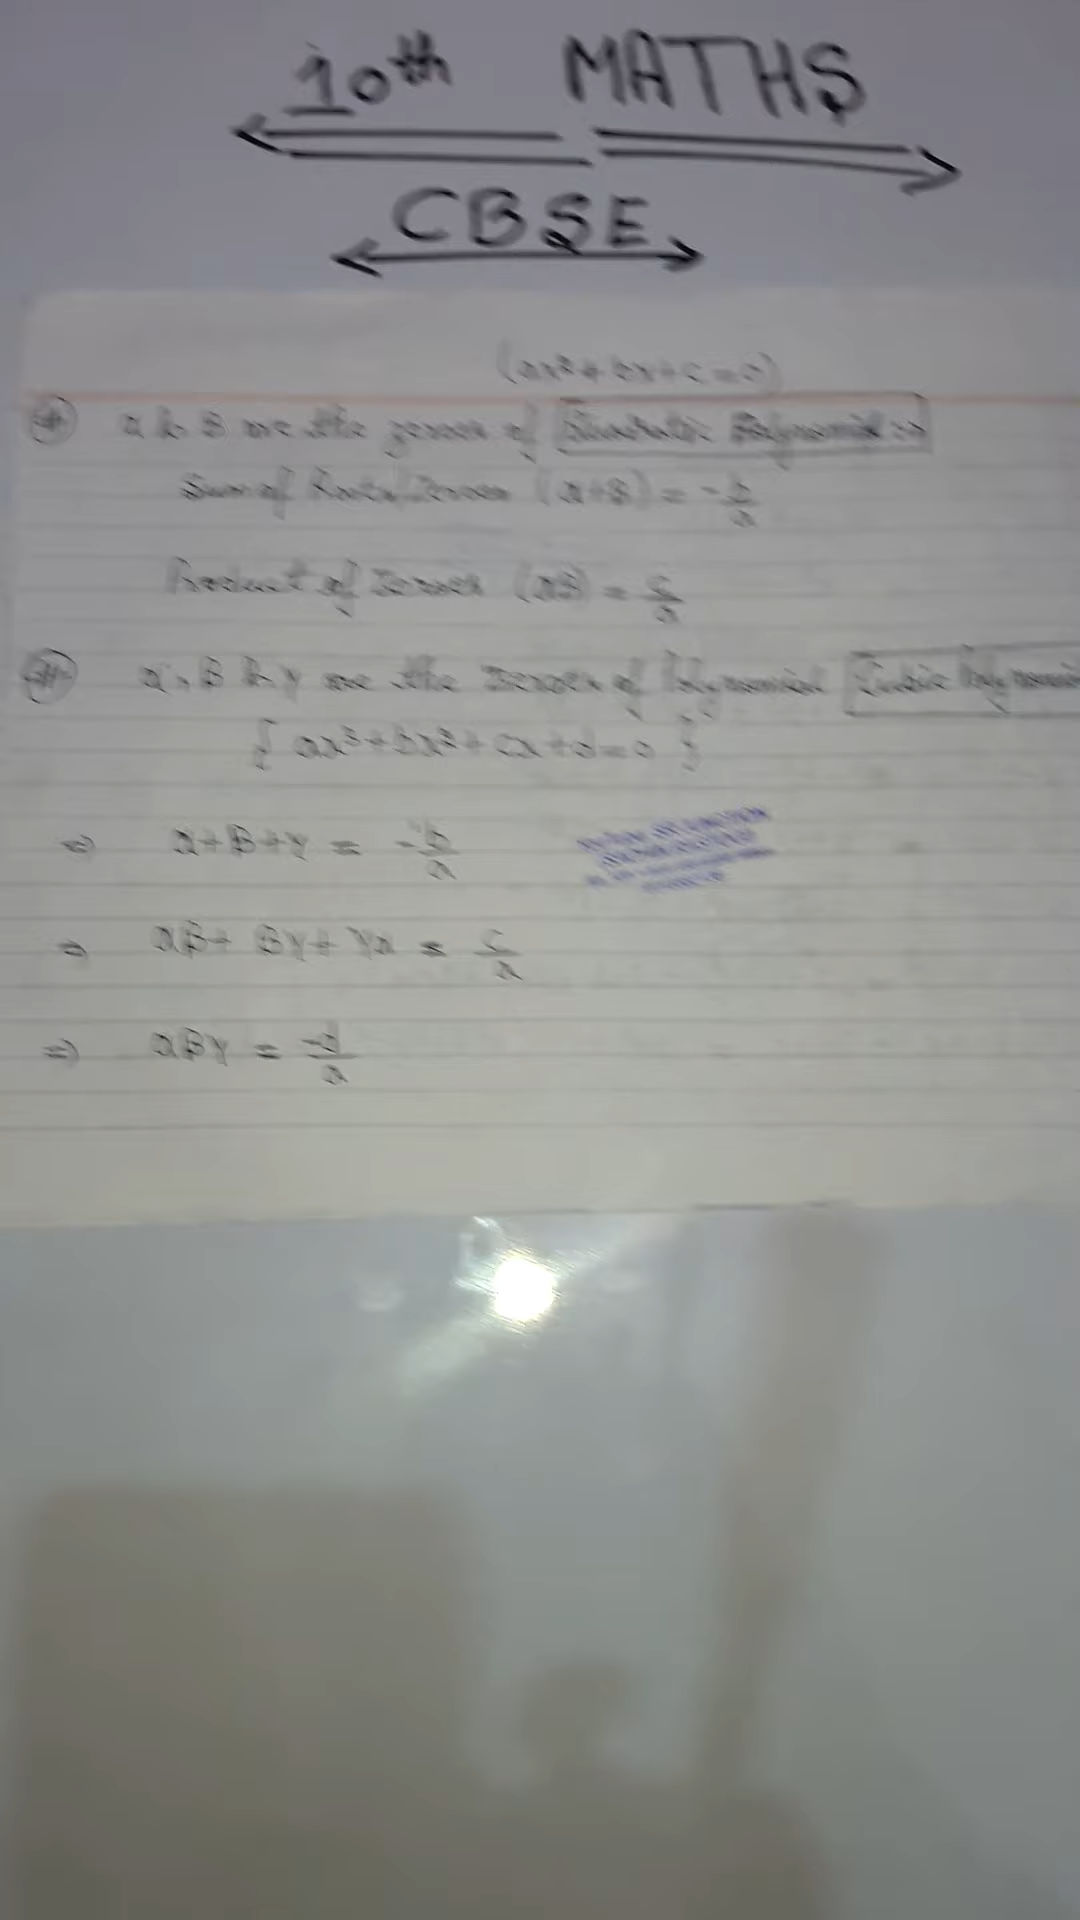 10th MATHS
CBSE
(ax²+bx+c=0)
α & β are the zeroes of Quadratic Polynomial :→
Sum of Roots/Zeroes (α+β) = -b/a
Product of Zeroes (αβ) = c/a
α, β & γ are the zeroes of Polynomial Cubic Polynomial
{ ax³+bx²+cx+d=0 }
⇒ α+β+γ = -b/a
⇒ αβ+ βγ+ γα = c/a
⇒ αβγ = -d/a